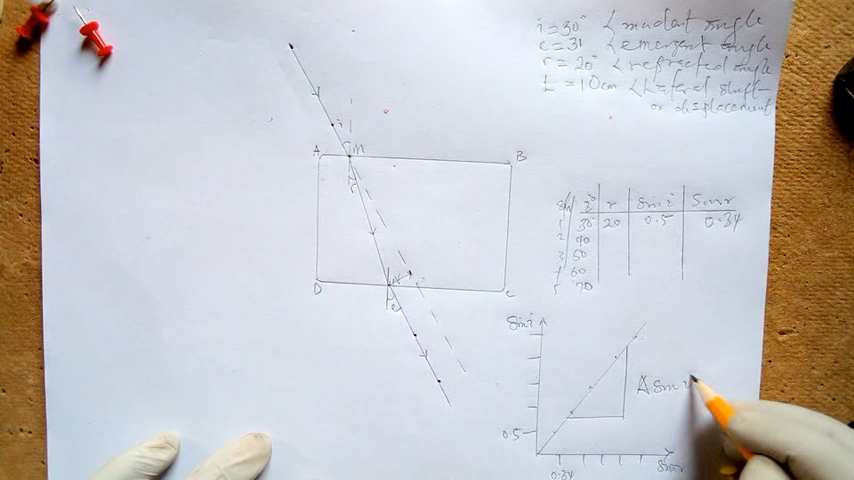 i = 30° < incident angle
e = 31 < emergent angle
r = 20° < refracted angle
L = 10cm < Lateral shift
or displacement
A M B
i
r
D N C
e
S/N i° r Sin i Sin r
1 30° 20 0.5 0.34
2 40
3 50
4 60
5 70
Sin i
Δ Sin i
0.5
0.34 Sin r